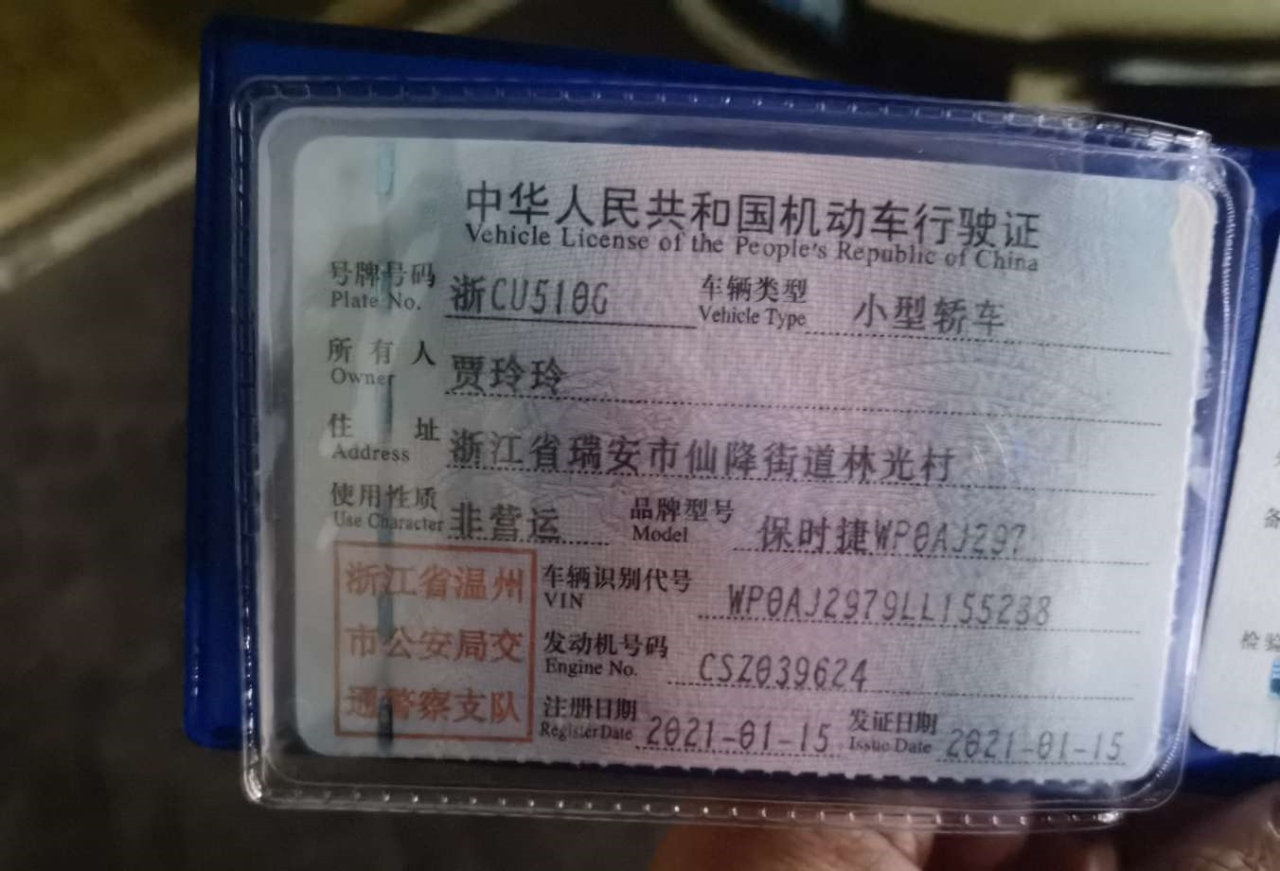 中华人民共和国机动车行驶证
Vehicle License of the People's Republic of China
号牌号码 浙CU510G 车辆类型 小型轿车
Plate No. Vehicle Type
所有人 贾玲玲
Owner
住址 浙江省瑞安市仙降街道林光村
Address
使用性质 非营运 品牌型号 保时捷WP0AJ297
Use Character Model
浙江省温州 车辆识别代号 WP0AJ2979LL155238
VIN
市公安局交 发动机号码 CSZ039624
Engine No.
通警察支队 注册日期 2021-01-15 发证日期 2021-01-15
Register Date Issue Date
备
检验